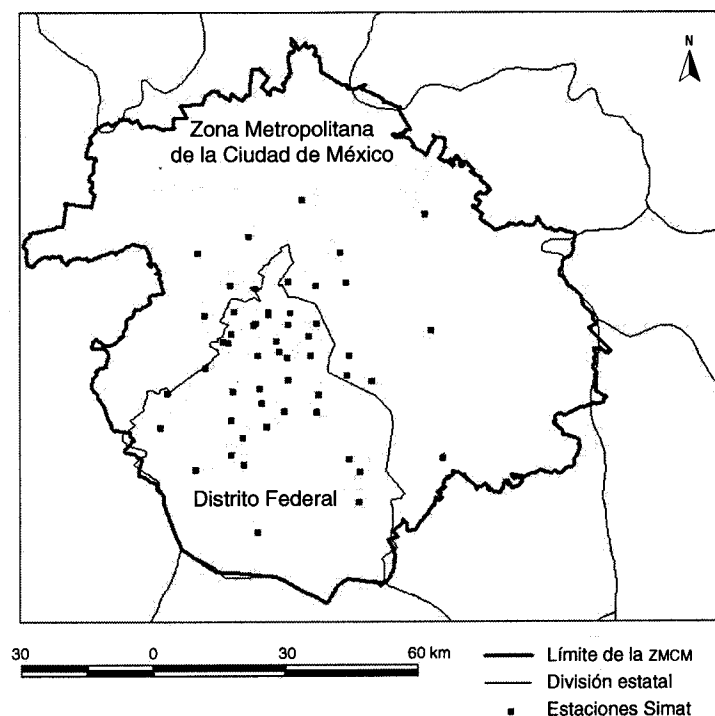 N
Zona Metropolitana
de la Ciudad de México
Distrito Federal
30 0 30 60 km
Límite de la ZMCM
División estatal
Estaciones Simat